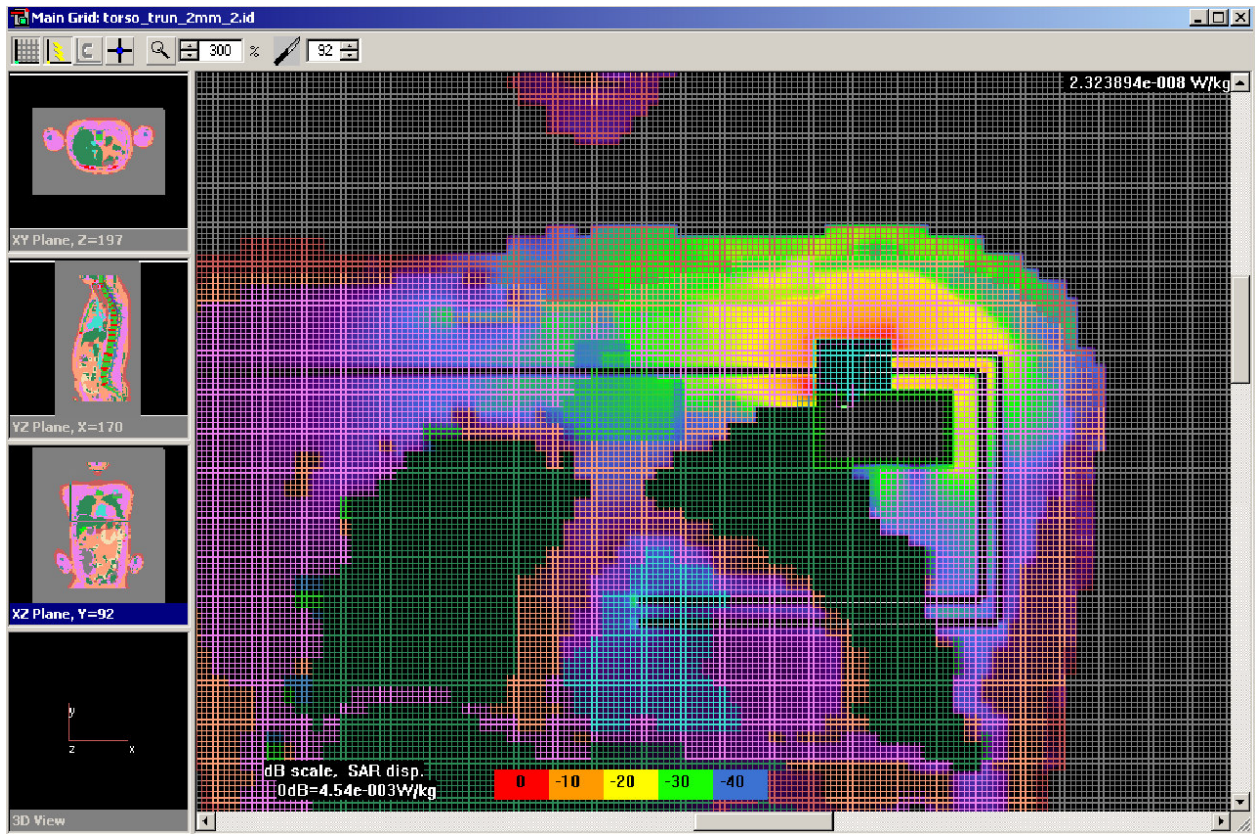 Main Grid: torso_trun_2mm_2.id
300 % 92
2.323894e-008 W/kg
XY Plane, Z=197
YZ Plane, X=170
XZ Plane, Y=92
y
z x
3D View
dB scale, SAR disp.
0dB=4.54e-003W/kg
0 -10 -20 -30 -40